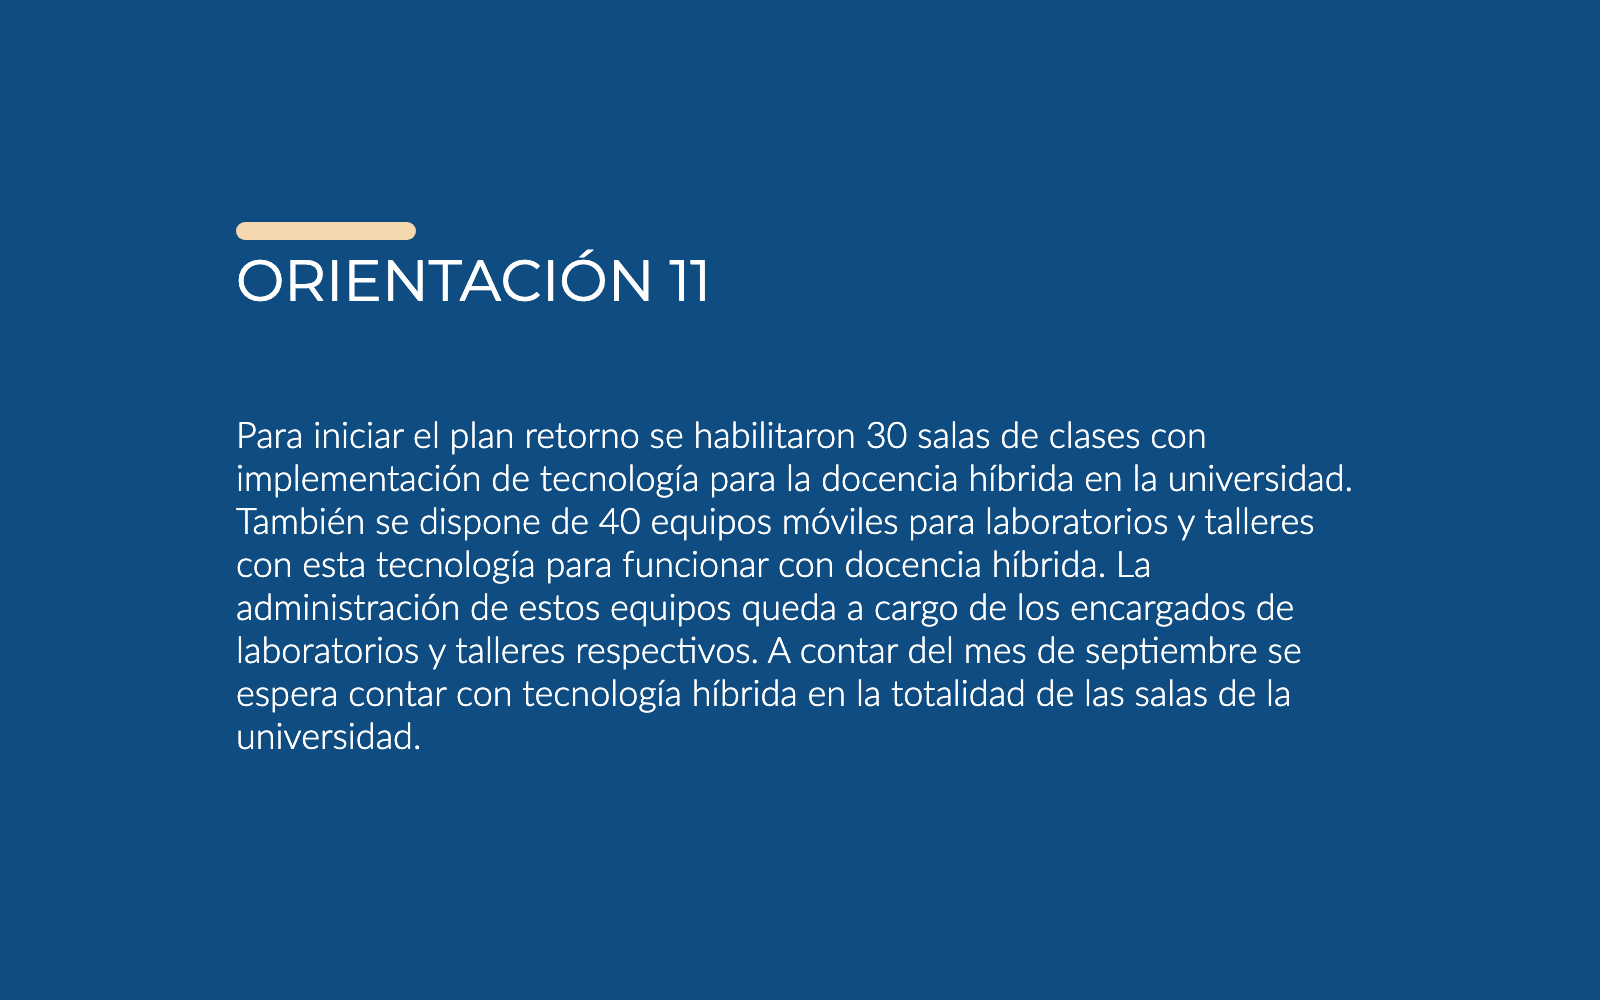 ORIENTACIÓN 11
Para iniciar el plan retorno se habilitaron 30 salas de clases con
implementación de tecnología para la docencia híbrida en la universidad.
También se dispone de 40 equipos móviles para laboratorios y talleres
con esta tecnología para funcionar con docencia híbrida. La
administración de estos equipos queda a cargo de los encargados de
laboratorios y talleres respectivos. A contar del mes de septiembre se
espera contar con tecnología híbrida en la totalidad de las salas de la
universidad.